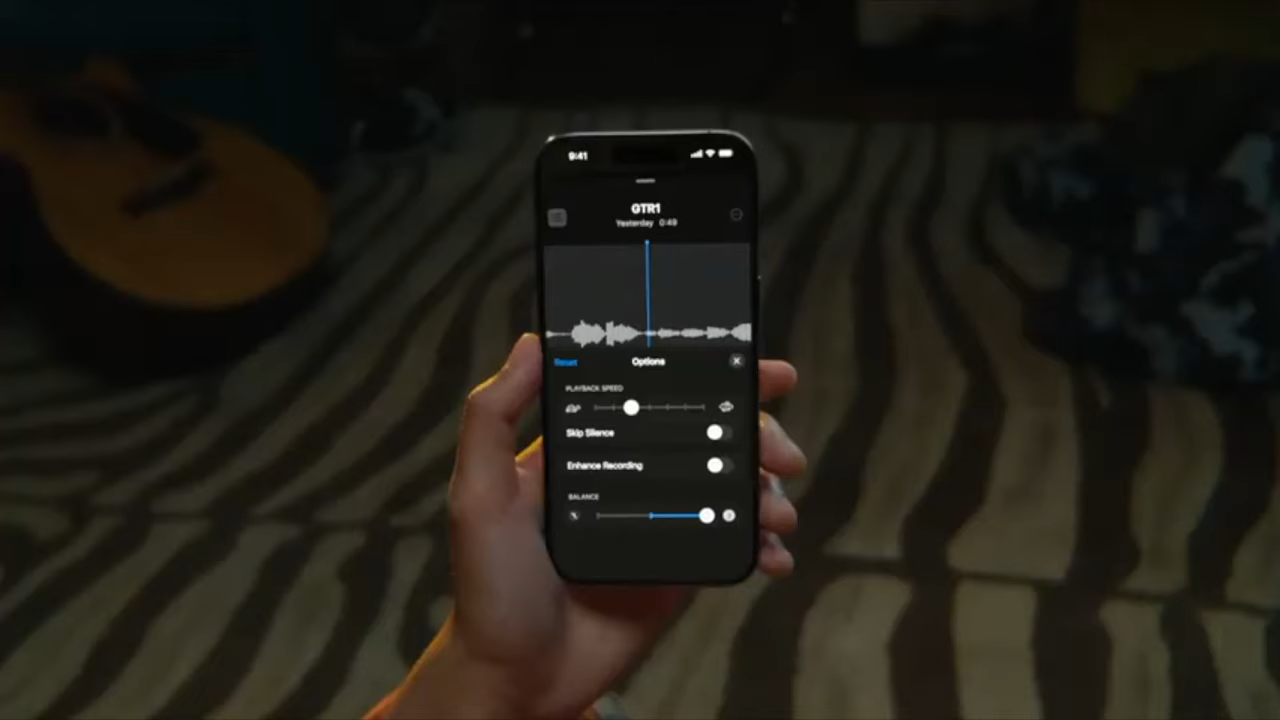 9:41
GTR1
Yesterday 0:49
Reset Options
PLAYBACK SPEED
Skip Silence
Enhance Recording
BALANCE